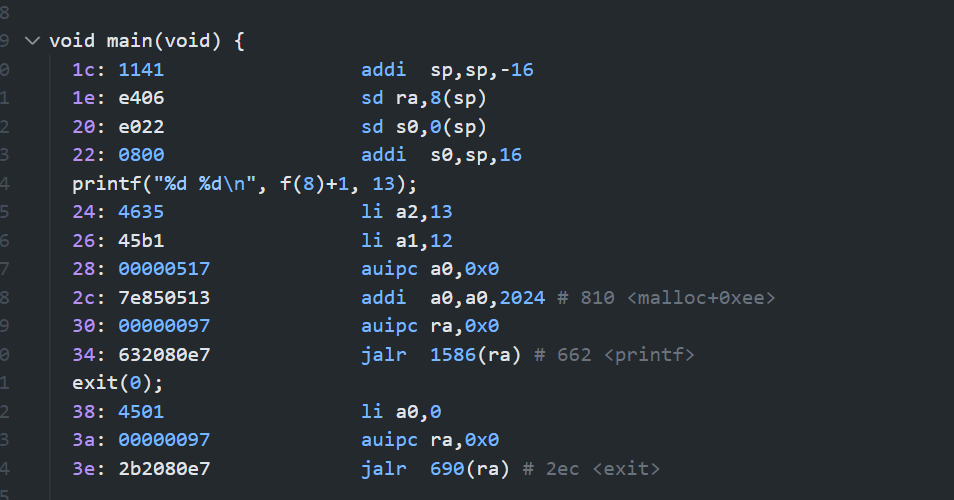 8
9 void main(void) {
0 1c: 1141 addi sp,sp,-16
1 1e: e406 sd ra,8(sp)
2 20: e022 sd s0,0(sp)
3 22: 0800 addi s0,sp,16
4 printf("%d %d\n", f(8)+1, 13);
5 24: 4635 li a2,13
6 26: 45b1 li a1,12
7 28: 00000517 auipc a0,0x0
8 2c: 7e850513 addi a0,a0,2024 # 810 <malloc+0xee>
9 30: 00000097 auipc ra,0x0
0 34: 632080e7 jalr 1586(ra) # 662 <printf>
1 exit(0);
2 38: 4501 li a0,0
3 3a: 00000097 auipc ra,0x0
4 3e: 2b2080e7 jalr 690(ra) # 2ec <exit>
5